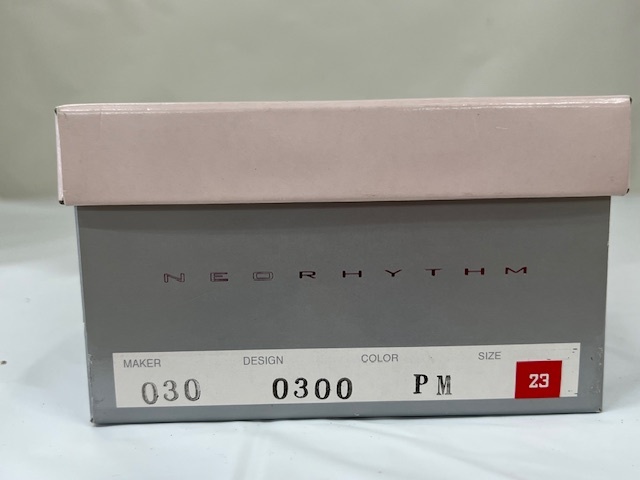 NEORHYTHM
MAKER DESIGN COLOR SIZE
030 0300 PM 23